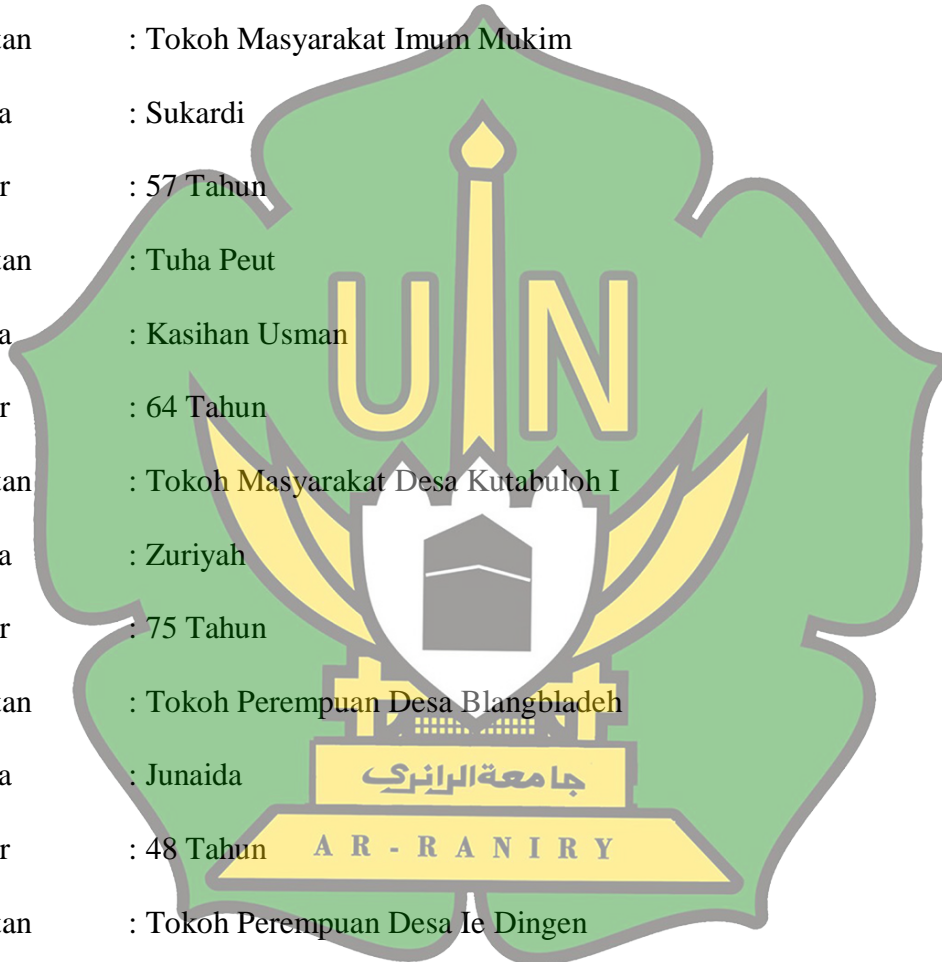 tan : Tokoh Masyarakat Imum Mukim
a : Sukardi
r : 57 Tahun
tan : Tuha Peut
a : Kasihan Usman
r : 64 Tahun
tan : Tokoh Masyarakat Desa Kutabuloh I
a : Zuriyah
r : 75 Tahun
tan : Tokoh Perempuan Desa Blangbladeh
a : Junaida
r : 48 Tahun
tan : Tokoh Perempuan Desa Ie Dingen
UIN
جامعة الرانري
AR-RANIRY